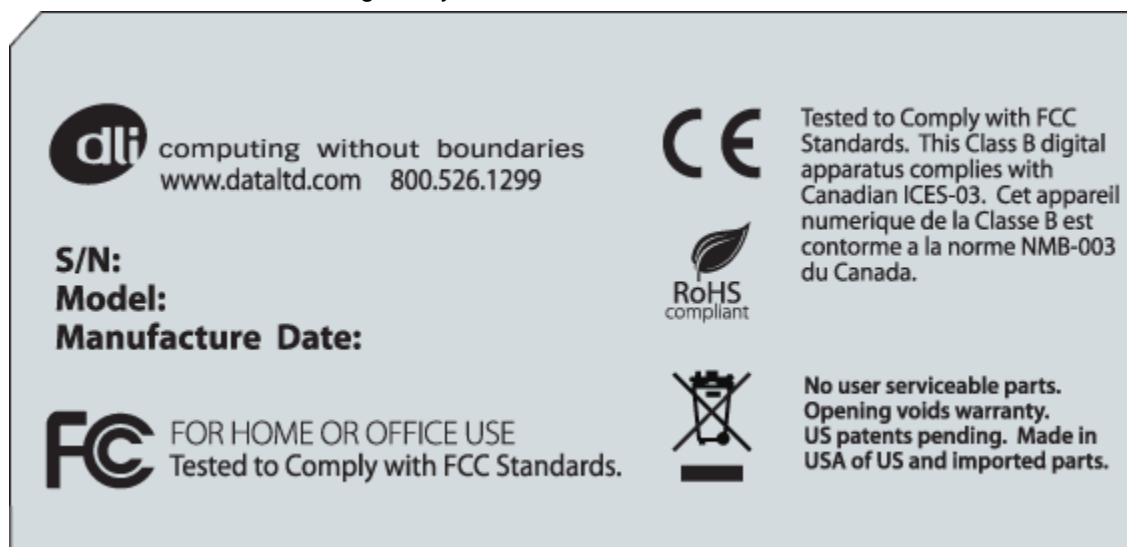 dli computing without boundaries
www.dataltd.com 800.526.1299
S/N:
Model:
Manufacture Date:
FC FOR HOME OR OFFICE USE
Tested to Comply with FCC Standards.
CE
RoHS
compliant
Tested to Comply with FCC
Standards. This Class B digital
apparatus complies with
Canadian ICES-03. Cet appareil
numerique de la Classe B est
contorme a la norme NMB-003
du Canada.
No user serviceable parts.
Opening voids warranty.
US patents pending. Made in
USA of US and imported parts.